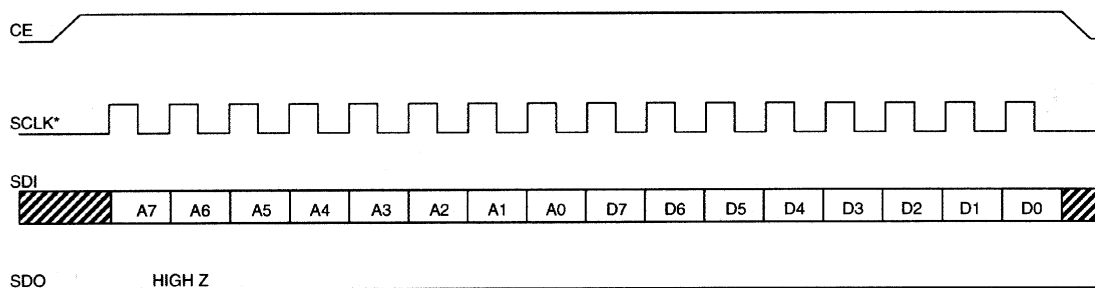 CE
SCLK*
SDI
A7 A6 A5 A4 A3 A2 A1 A0 D7 D6 D5 D4 D3 D2 D1 D0
SDO HIGH Z